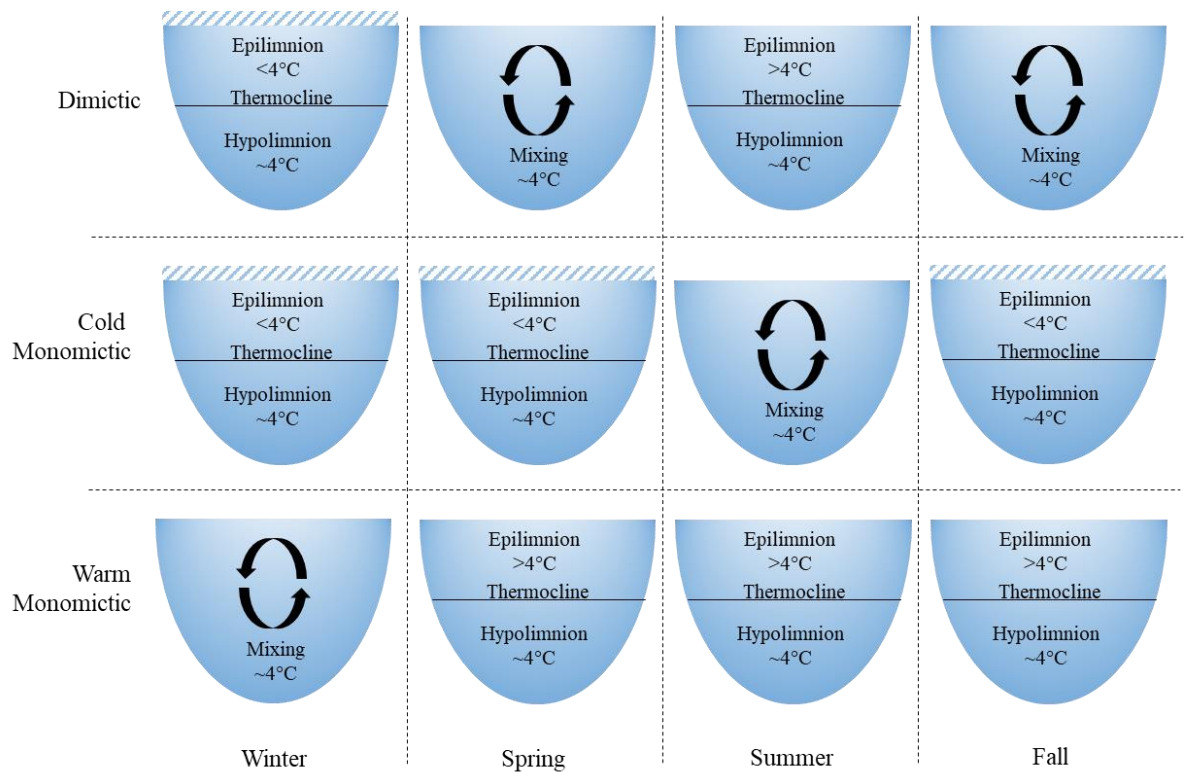 Dimictic
Epilimnion
<4°C
Thermocline
Hypolimnion
~4°C
Mixing
~4°C
Epilimnion
>4°C
Thermocline
Hypolimnion
~4°C
Mixing
~4°C
Cold
Monomictic
Epilimnion
<4°C
Thermocline
Hypolimnion
~4°C
Epilimnion
<4°C
Thermocline
Hypolimnion
~4°C
Mixing
~4°C
Epilimnion
<4°C
Thermocline
Hypolimnion
~4°C
Warm
Monomictic
Mixing
~4°C
Epilimnion
>4°C
Thermocline
Hypolimnion
~4°C
Epilimnion
>4°C
Thermocline
Hypolimnion
~4°C
Epilimnion
>4°C
Thermocline
Hypolimnion
~4°C
Winter
Spring
Summer
Fall